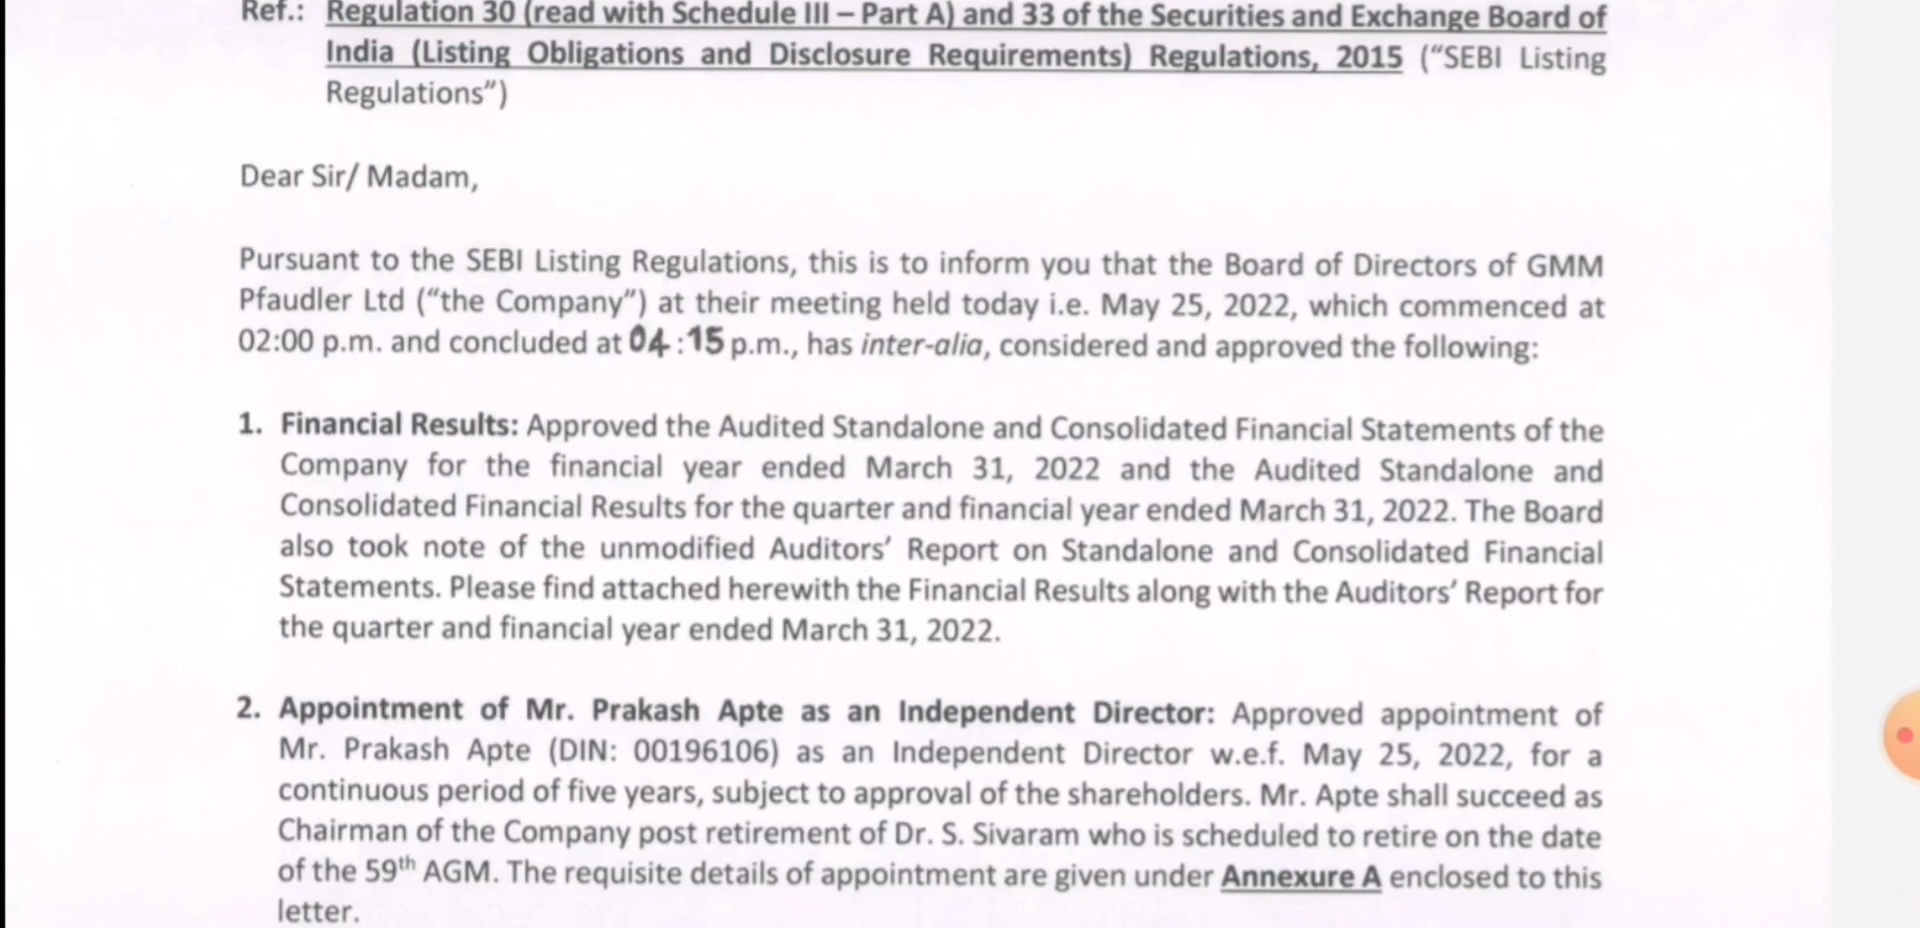 Ref.: Regulation 30 (read with Schedule III – Part A) and 33 of the Securities and Exchange Board of
India (Listing Obligations and Disclosure Requirements) Regulations, 2015 (“SEBI Listing
Regulations”)
Dear Sir/ Madam,
Pursuant to the SEBI Listing Regulations, this is to inform you that the Board of Directors of GMM
Pfaudler Ltd (“the Company”) at their meeting held today i.e. May 25, 2022, which commenced at
02:00 p.m. and concluded at 04:15 p.m., has inter-alia, considered and approved the following:
1. Financial Results: Approved the Audited Standalone and Consolidated Financial Statements of the
Company for the financial year ended March 31, 2022 and the Audited Standalone and
Consolidated Financial Results for the quarter and financial year ended March 31, 2022. The Board
also took note of the unmodified Auditors’ Report on Standalone and Consolidated Financial
Statements. Please find attached herewith the Financial Results along with the Auditors’ Report for
the quarter and financial year ended March 31, 2022.
2. Appointment of Mr. Prakash Apte as an Independent Director: Approved appointment of
Mr. Prakash Apte (DIN: 00196106) as an Independent Director w.e.f. May 25, 2022, for a
continuous period of five years, subject to approval of the shareholders. Mr. Apte shall succeed as
Chairman of the Company post retirement of Dr. S. Sivaram who is scheduled to retire on the date
of the 59th AGM. The requisite details of appointment are given under Annexure A enclosed to this
letter.